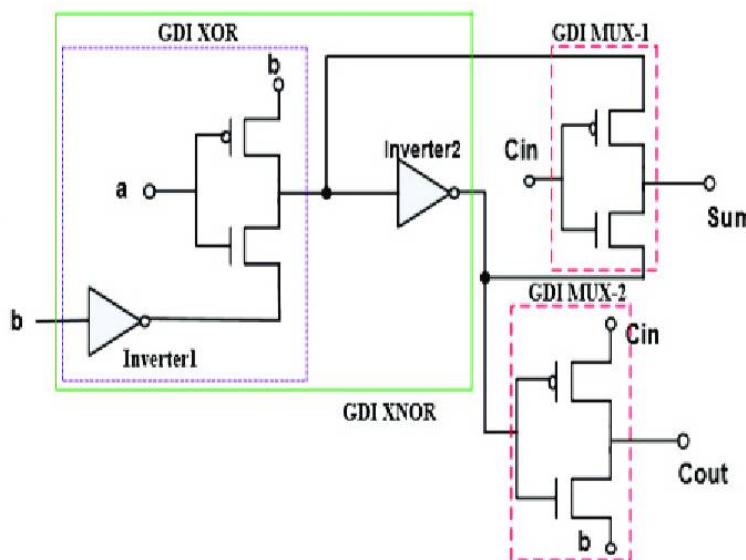 GDI XOR
GDI MUX-1
b
Inverter2
Cin
a
Sum
GDI MUX-2
b
Inverter1
Cin
GDI XNOR
Cout
b